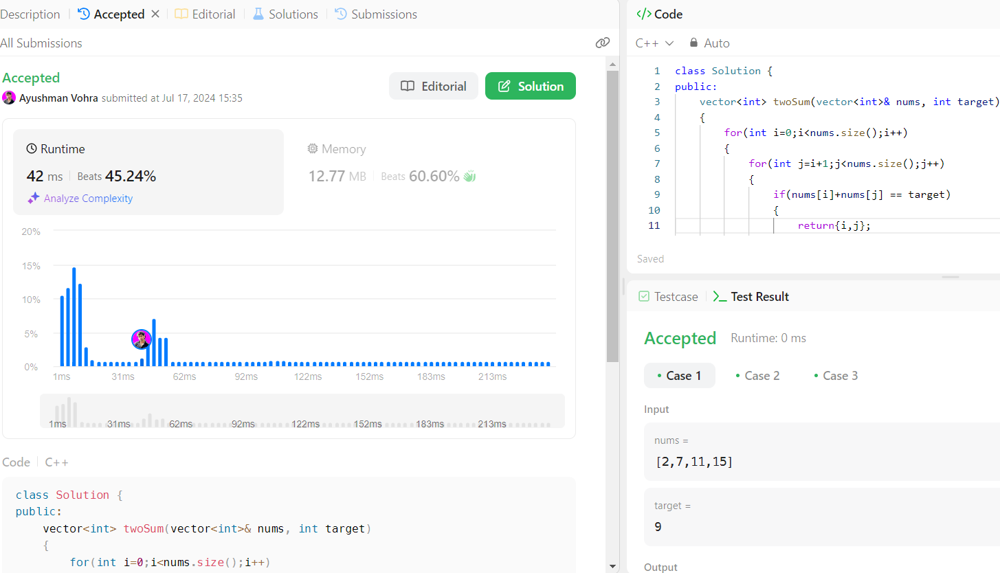 Description Accepted Editorial Solutions Submissions
All Submissions
Accepted
Ayushman Vohra submitted at Jul 17, 2024 15:35
Editorial
Solution
Runtime
42 ms Beats 45.24%
Analyze Complexity
Memory
12.77 MB Beats 60.60%
20%
15%
10%
5%
0%
1ms 31ms 62ms 92ms 122ms 152ms 183ms 213ms
1ms 31ms 62ms 92ms 122ms 152ms 183ms 213ms
Code C++
class Solution {
public:
    vector<int> twoSum(vector<int>& nums, int target)
    {
        for(int i=0;i<nums.size();i++)
</> Code
C++ Auto
1 class Solution {
2 public:
3     vector<int> twoSum(vector<int>& nums, int target)
4     {
5         for(int i=0;i<nums.size();i++)
6         {
7             for(int j=i+1;j<nums.size();j++)
8             {
9                 if(nums[i]+nums[j] == target)
10                 {
11                     return{i,j};
Saved
Testcase >_ Test Result
Accepted Runtime: 0 ms
• Case 1 • Case 2 • Case 3
Input
nums =
[2,7,11,15]
target =
9
Output